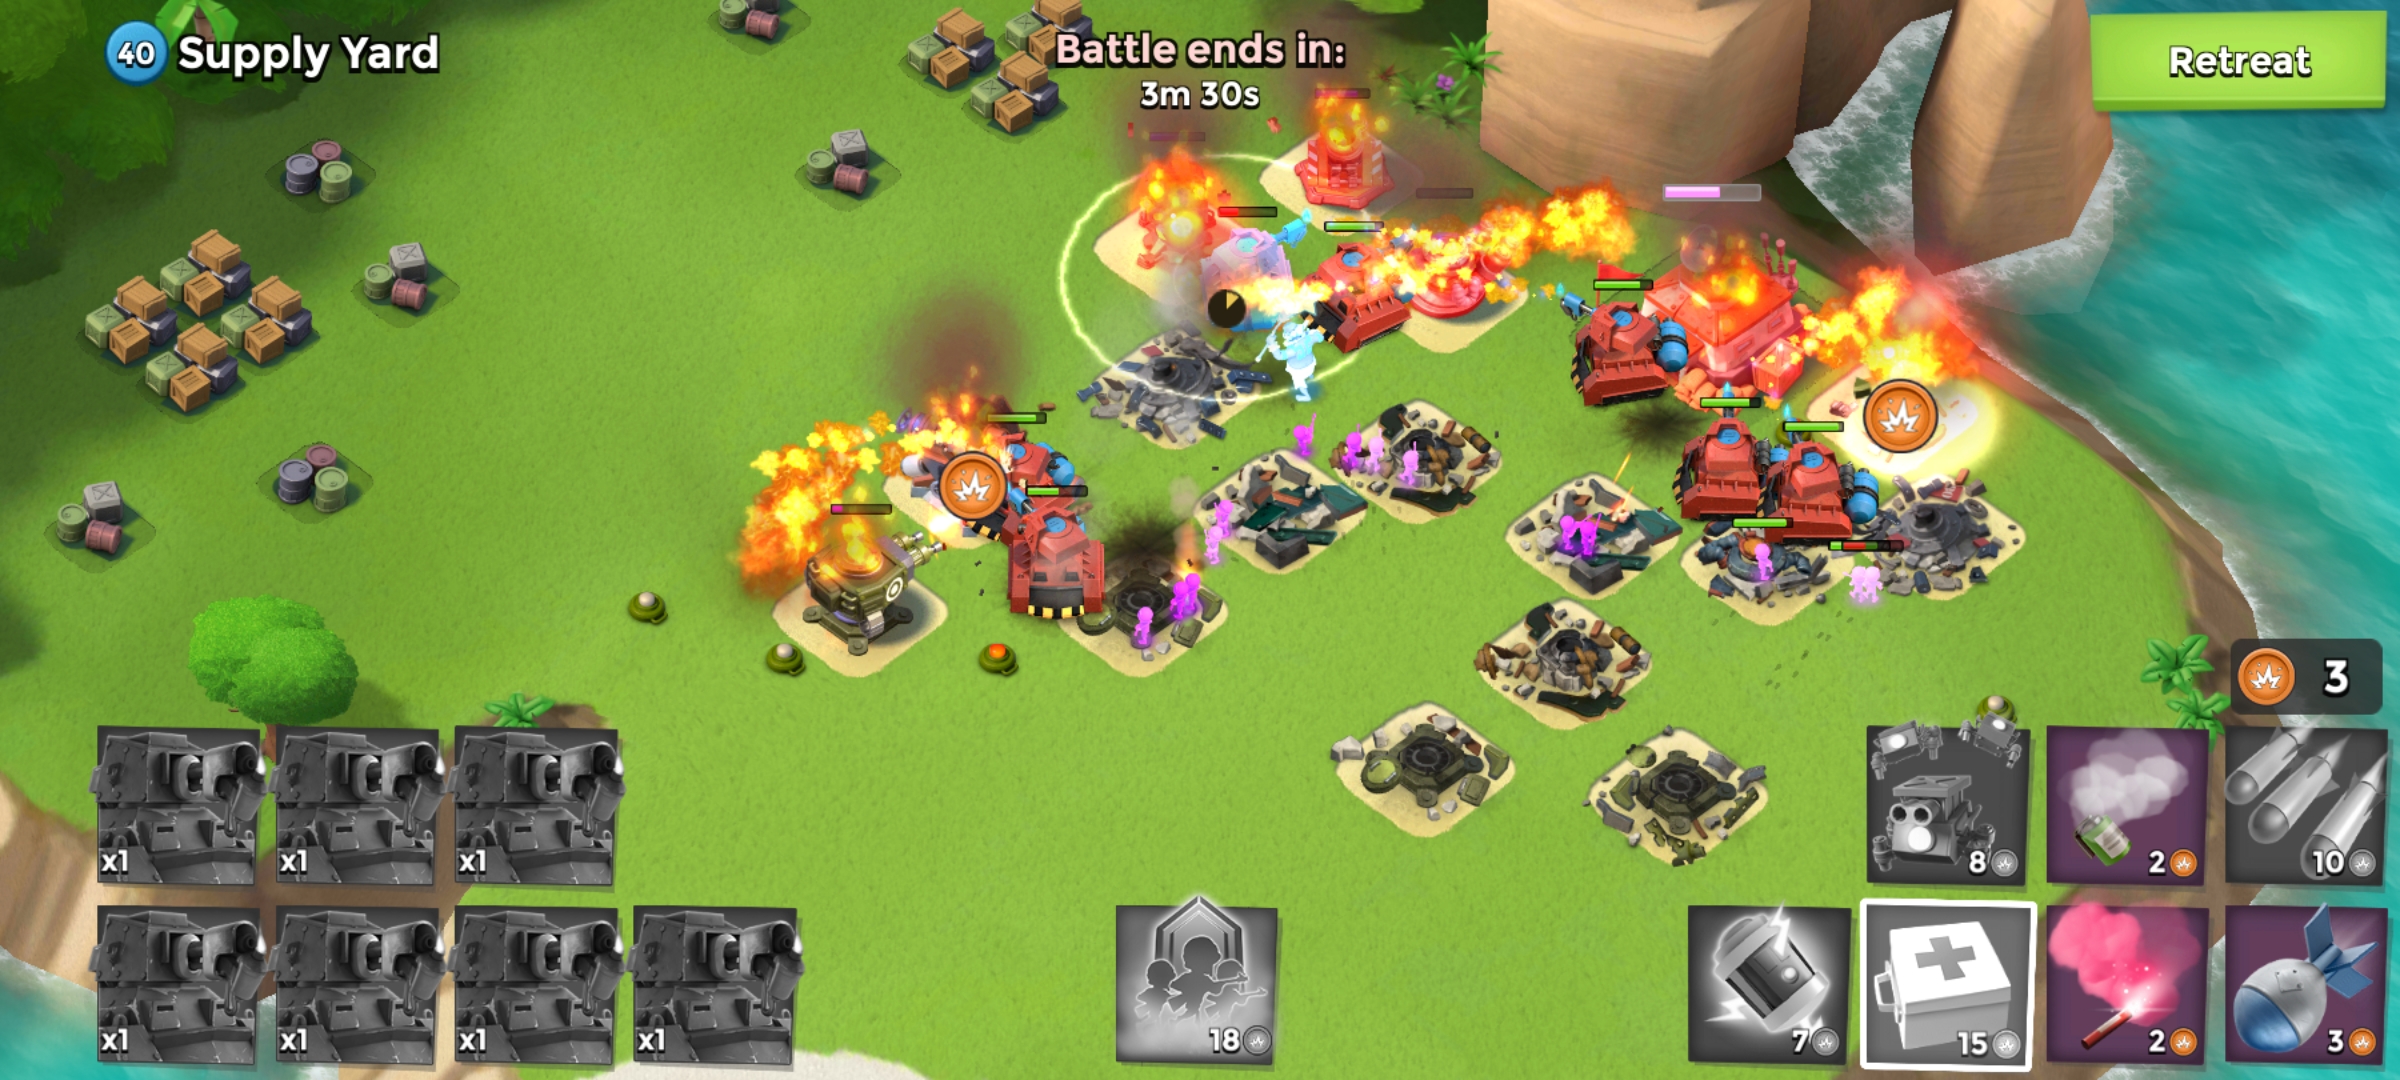 40 Supply Yard
Battle ends in:
3m 30s
Retreat
3
x1
x1
x1
8
2
10
x1
x1
x1
x1
18
7
15
2
3